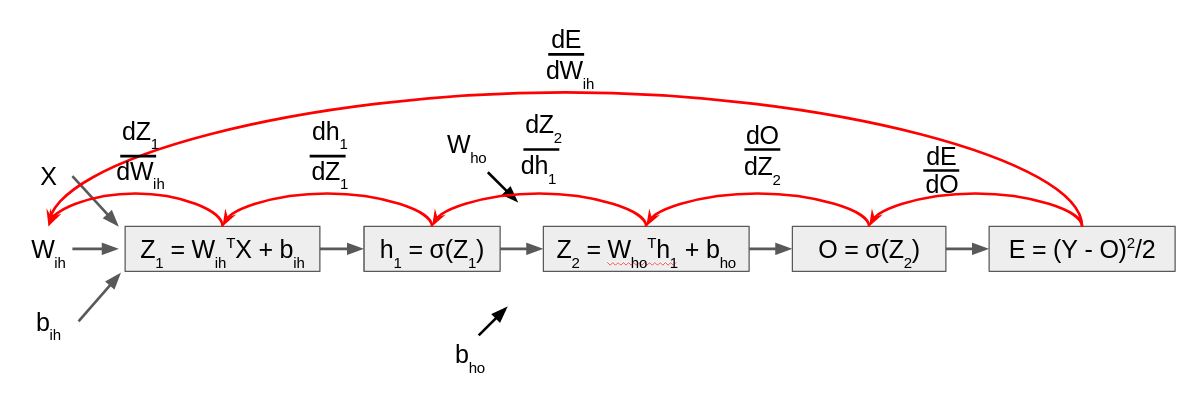 dE
dWih
dZ1
dWih
dh1
dZ1
Who
dZ2
dh1
dO
dZ2
dE
dO
X
Wih
bih
Z1 = WihTX + bih
h1 = σ(Z1)
Z2 = WhoTh1 + bho
O = σ(Z2)
E = (Y - O)2/2
bho